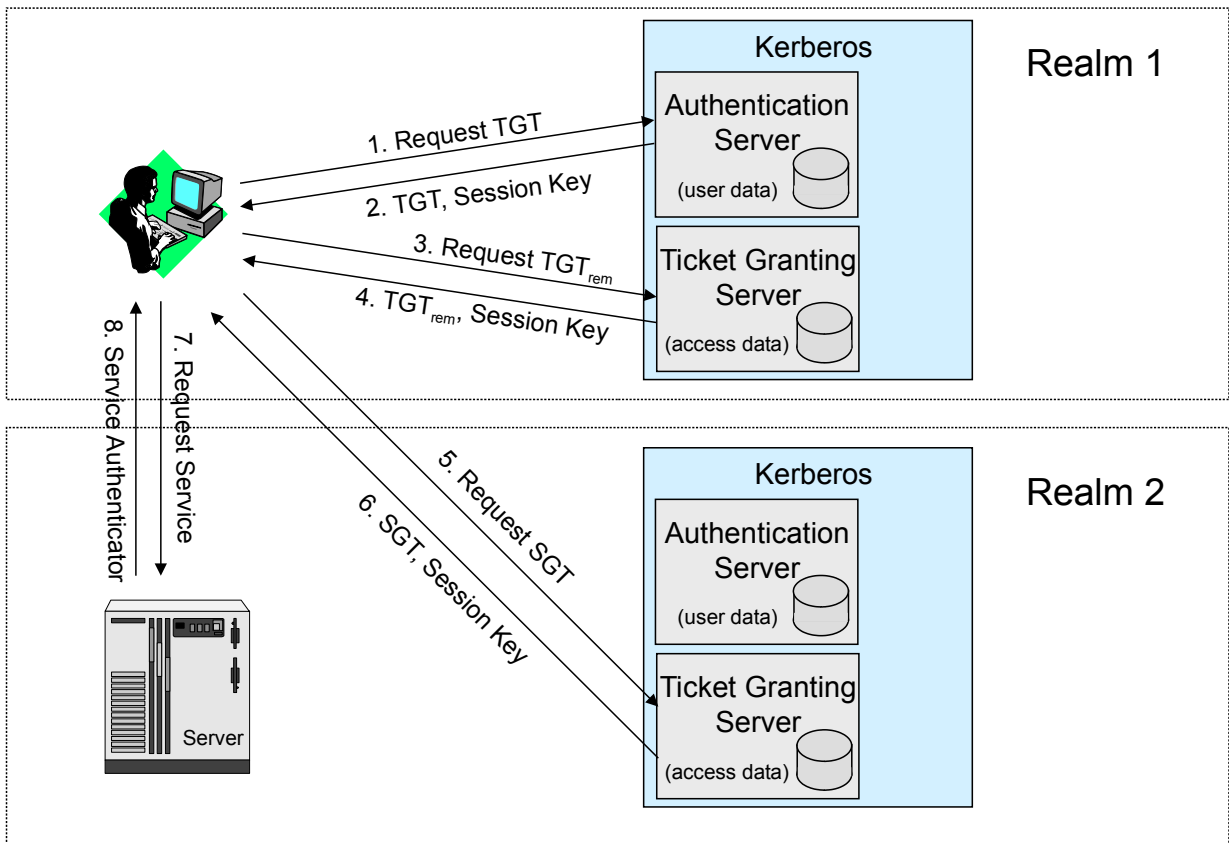 Kerberos
Realm 1
Authentication
Server
(user data)
1. Request TGT
2. TGT, Session Key
3. Request TGTrem
4. TGTrem, Session Key
Ticket Granting
Server
(access data)
8. Service Authenticator
7. Request Service
5. Request SGT
6. SGT, Session Key
Kerberos
Realm 2
Authentication
Server
(user data)
Ticket Granting
Server
(access data)
Server